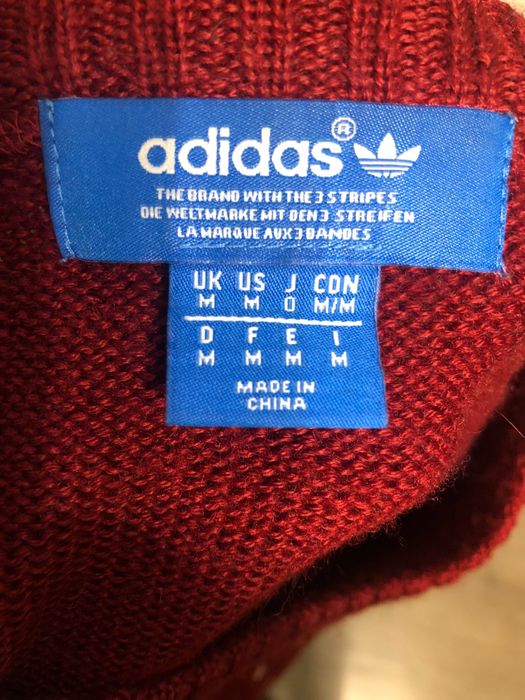 adidas®
THE BRAND WITH THE 3 STRIPES
DIE WELTMARKE MIT DEN 3 STREIFEN
LA MARQUE AUX 3 BANDES
UK US J CON
M M O M/M
D F E I
M M M M
MADE IN
CHINA